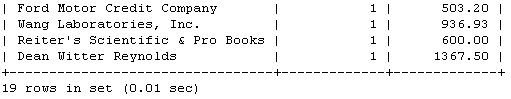 | Ford Motor Credit Company        |           1 |       503.20 |
| Wang Laboratories, Inc.          |           1 |       936.93 |
| Reiter's Scientific & Pro Books |           1 |       600.00 |
| Dean Witter Reynolds             |           1 |      1367.50 |
+----------------------------------+-------------+--------------+
19 rows in set (0.01 sec)